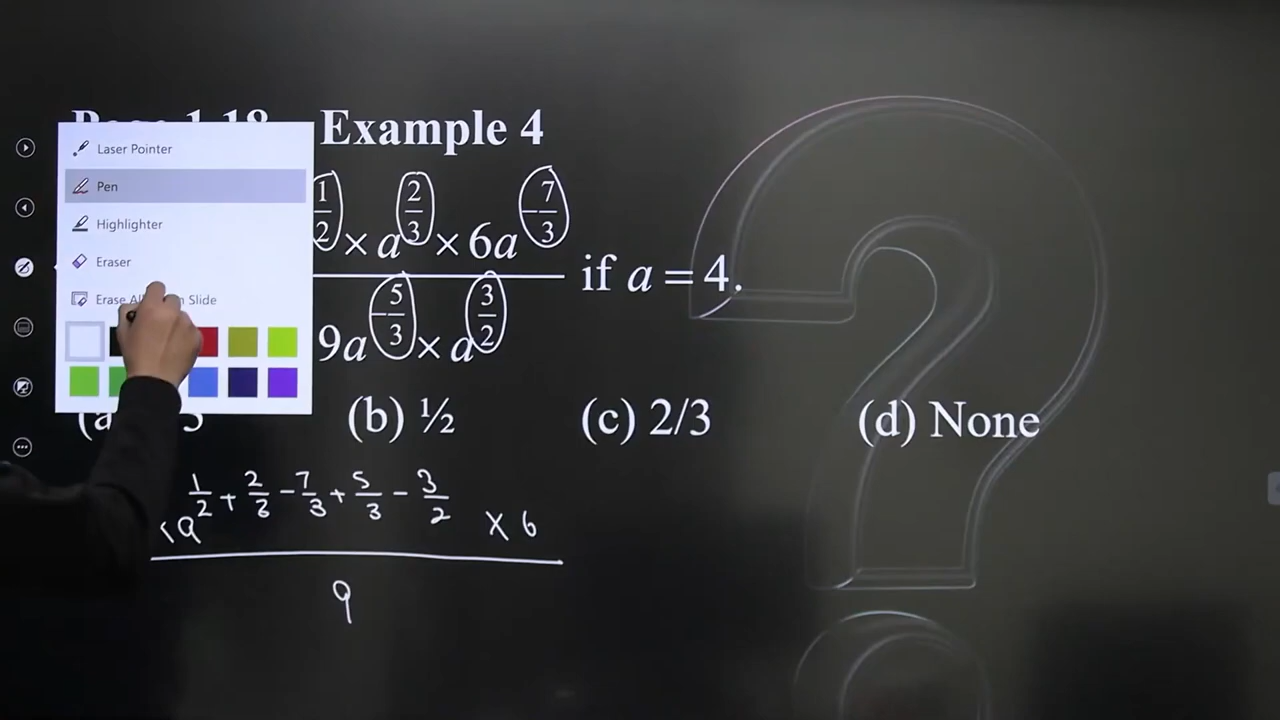 Example 4
Laser Pointer
Pen
Highlighter
Eraser
Erase Slide
1/2 × a^(2/3) × 6a^(-7/3)
9a^(-5/3) × a^(3/2)
if a = 4.
(b) ½ (c) 2/3 (d) None
a^(1/2 + 2/3 - 7/3 + 5/3 - 3/2) × 6
9